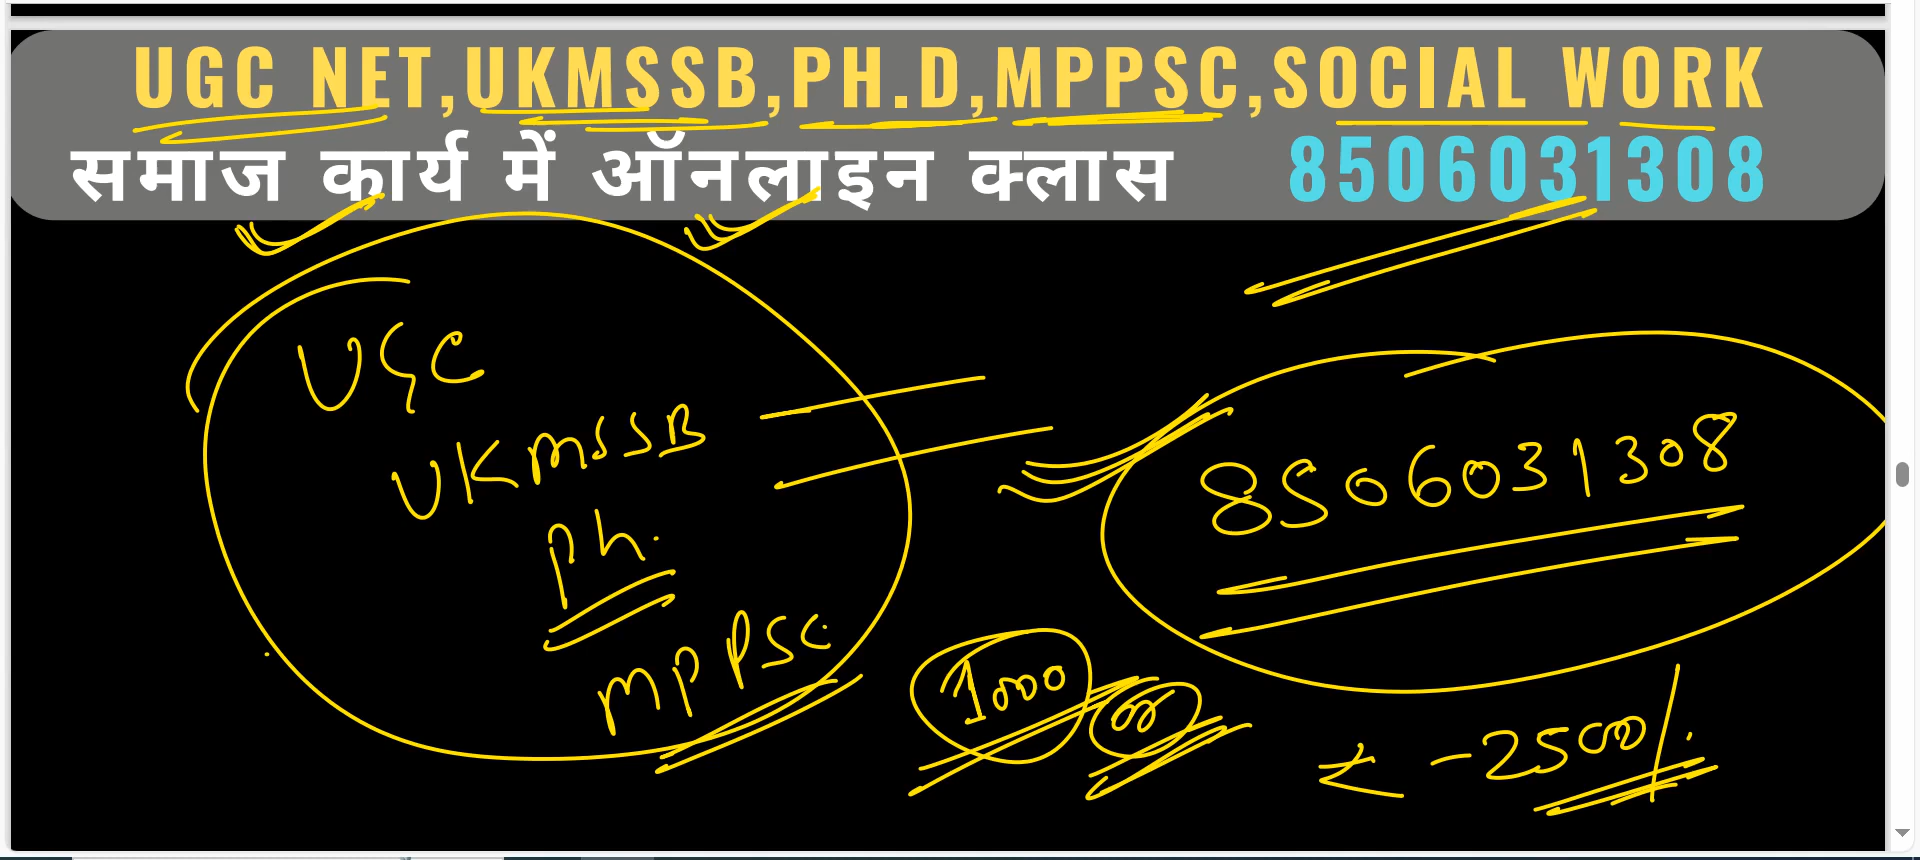 UGC NET,UKMSSB,PH.D,MPPSC,SOCIAL WORK
समाज कार्य में ऑनलाइन क्लास 8506031308
UGC
UKMSSB
8506031308
Ph.
MPPSC
1000
-2500/.